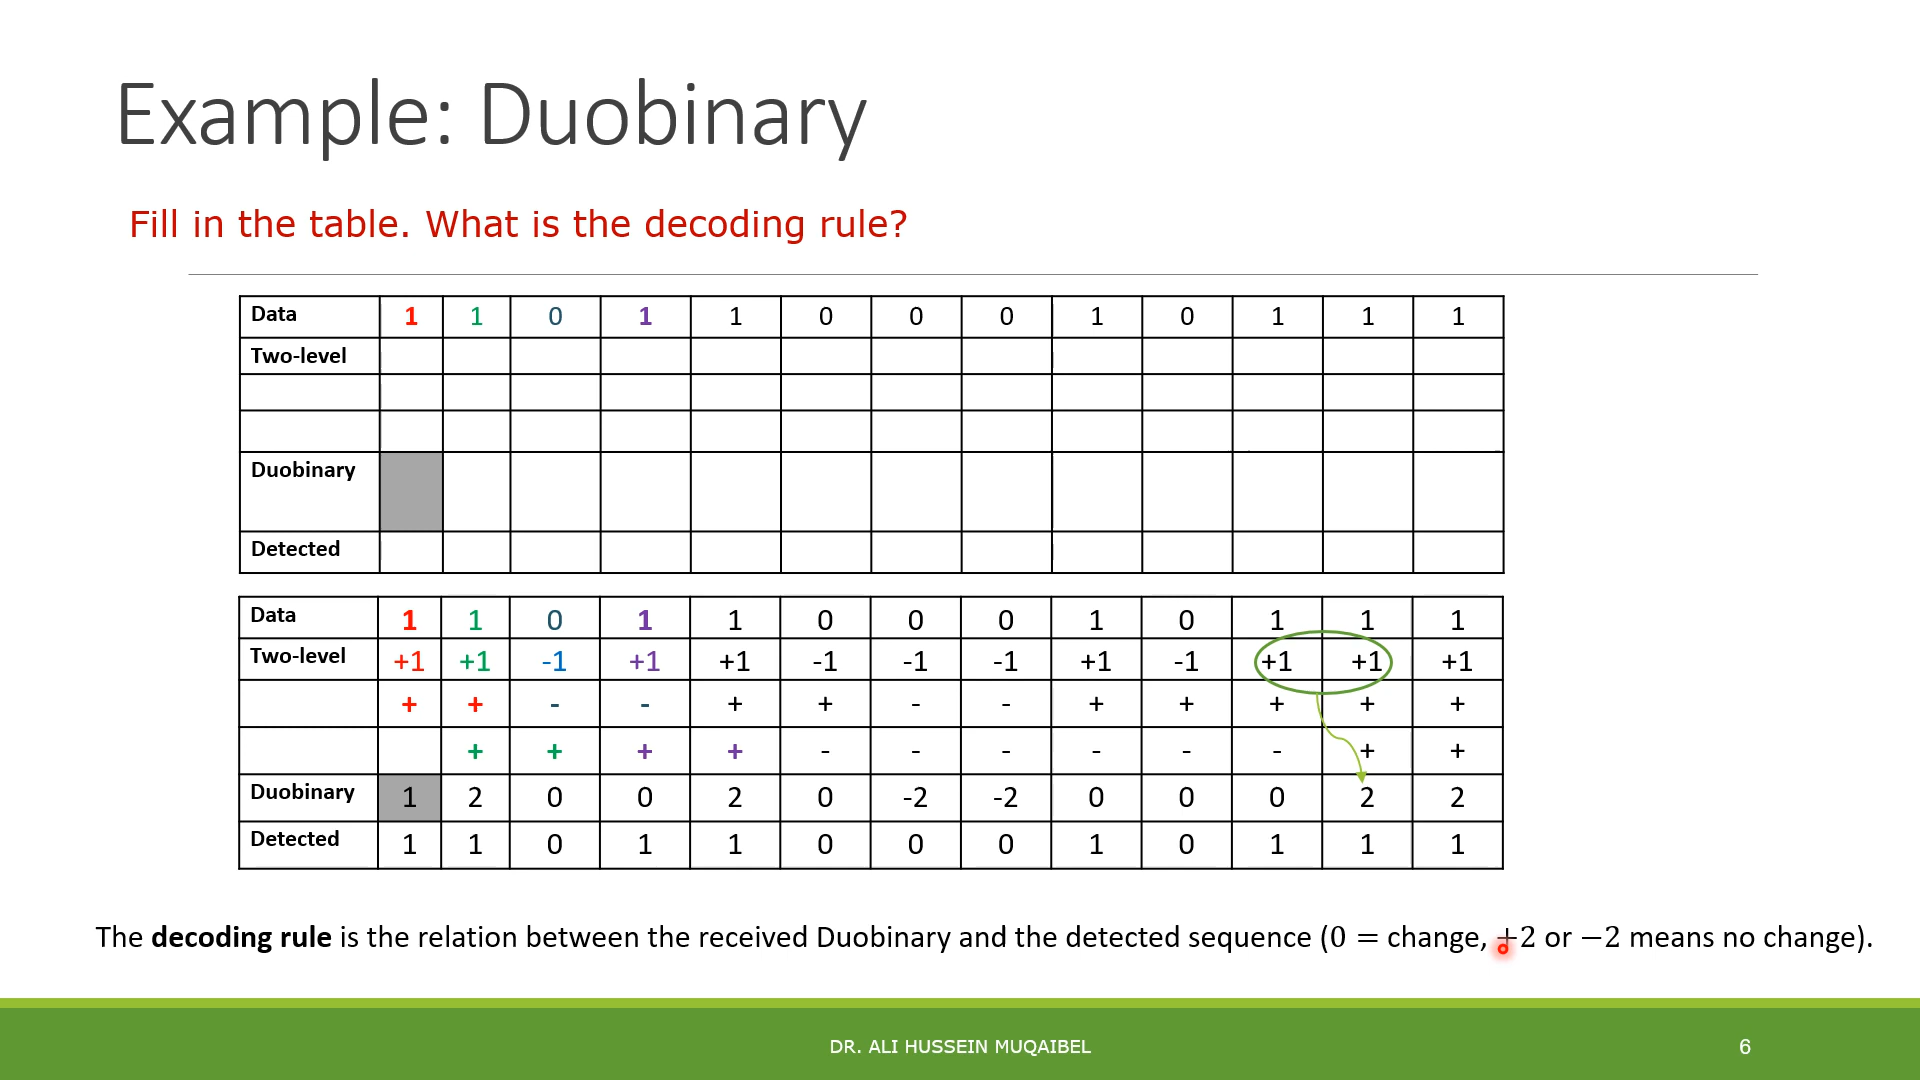 Example: Duobinary
Fill in the table. What is the decoding rule?
Data 1 1 0 1 1 0 0 0 1 0 1 1 1
Two-level
Duobinary
Detected
Data 1 1 0 1 1 0 0 0 1 0 1 1 1
Two-level +1 +1 -1 +1 +1 -1 -1 -1 +1 -1 +1 +1 +1
+ + - - + + - - + + + + +
+ + + + - - - - - - + +
Duobinary 1 2 0 0 2 0 -2 -2 0 0 0 2 2
Detected 1 1 0 1 1 0 0 0 1 0 1 1 1
The decoding rule is the relation between the received Duobinary and the detected sequence (0 = change, +2 or −2 means no change).
DR. ALI HUSSEIN MUQAIBEL 6